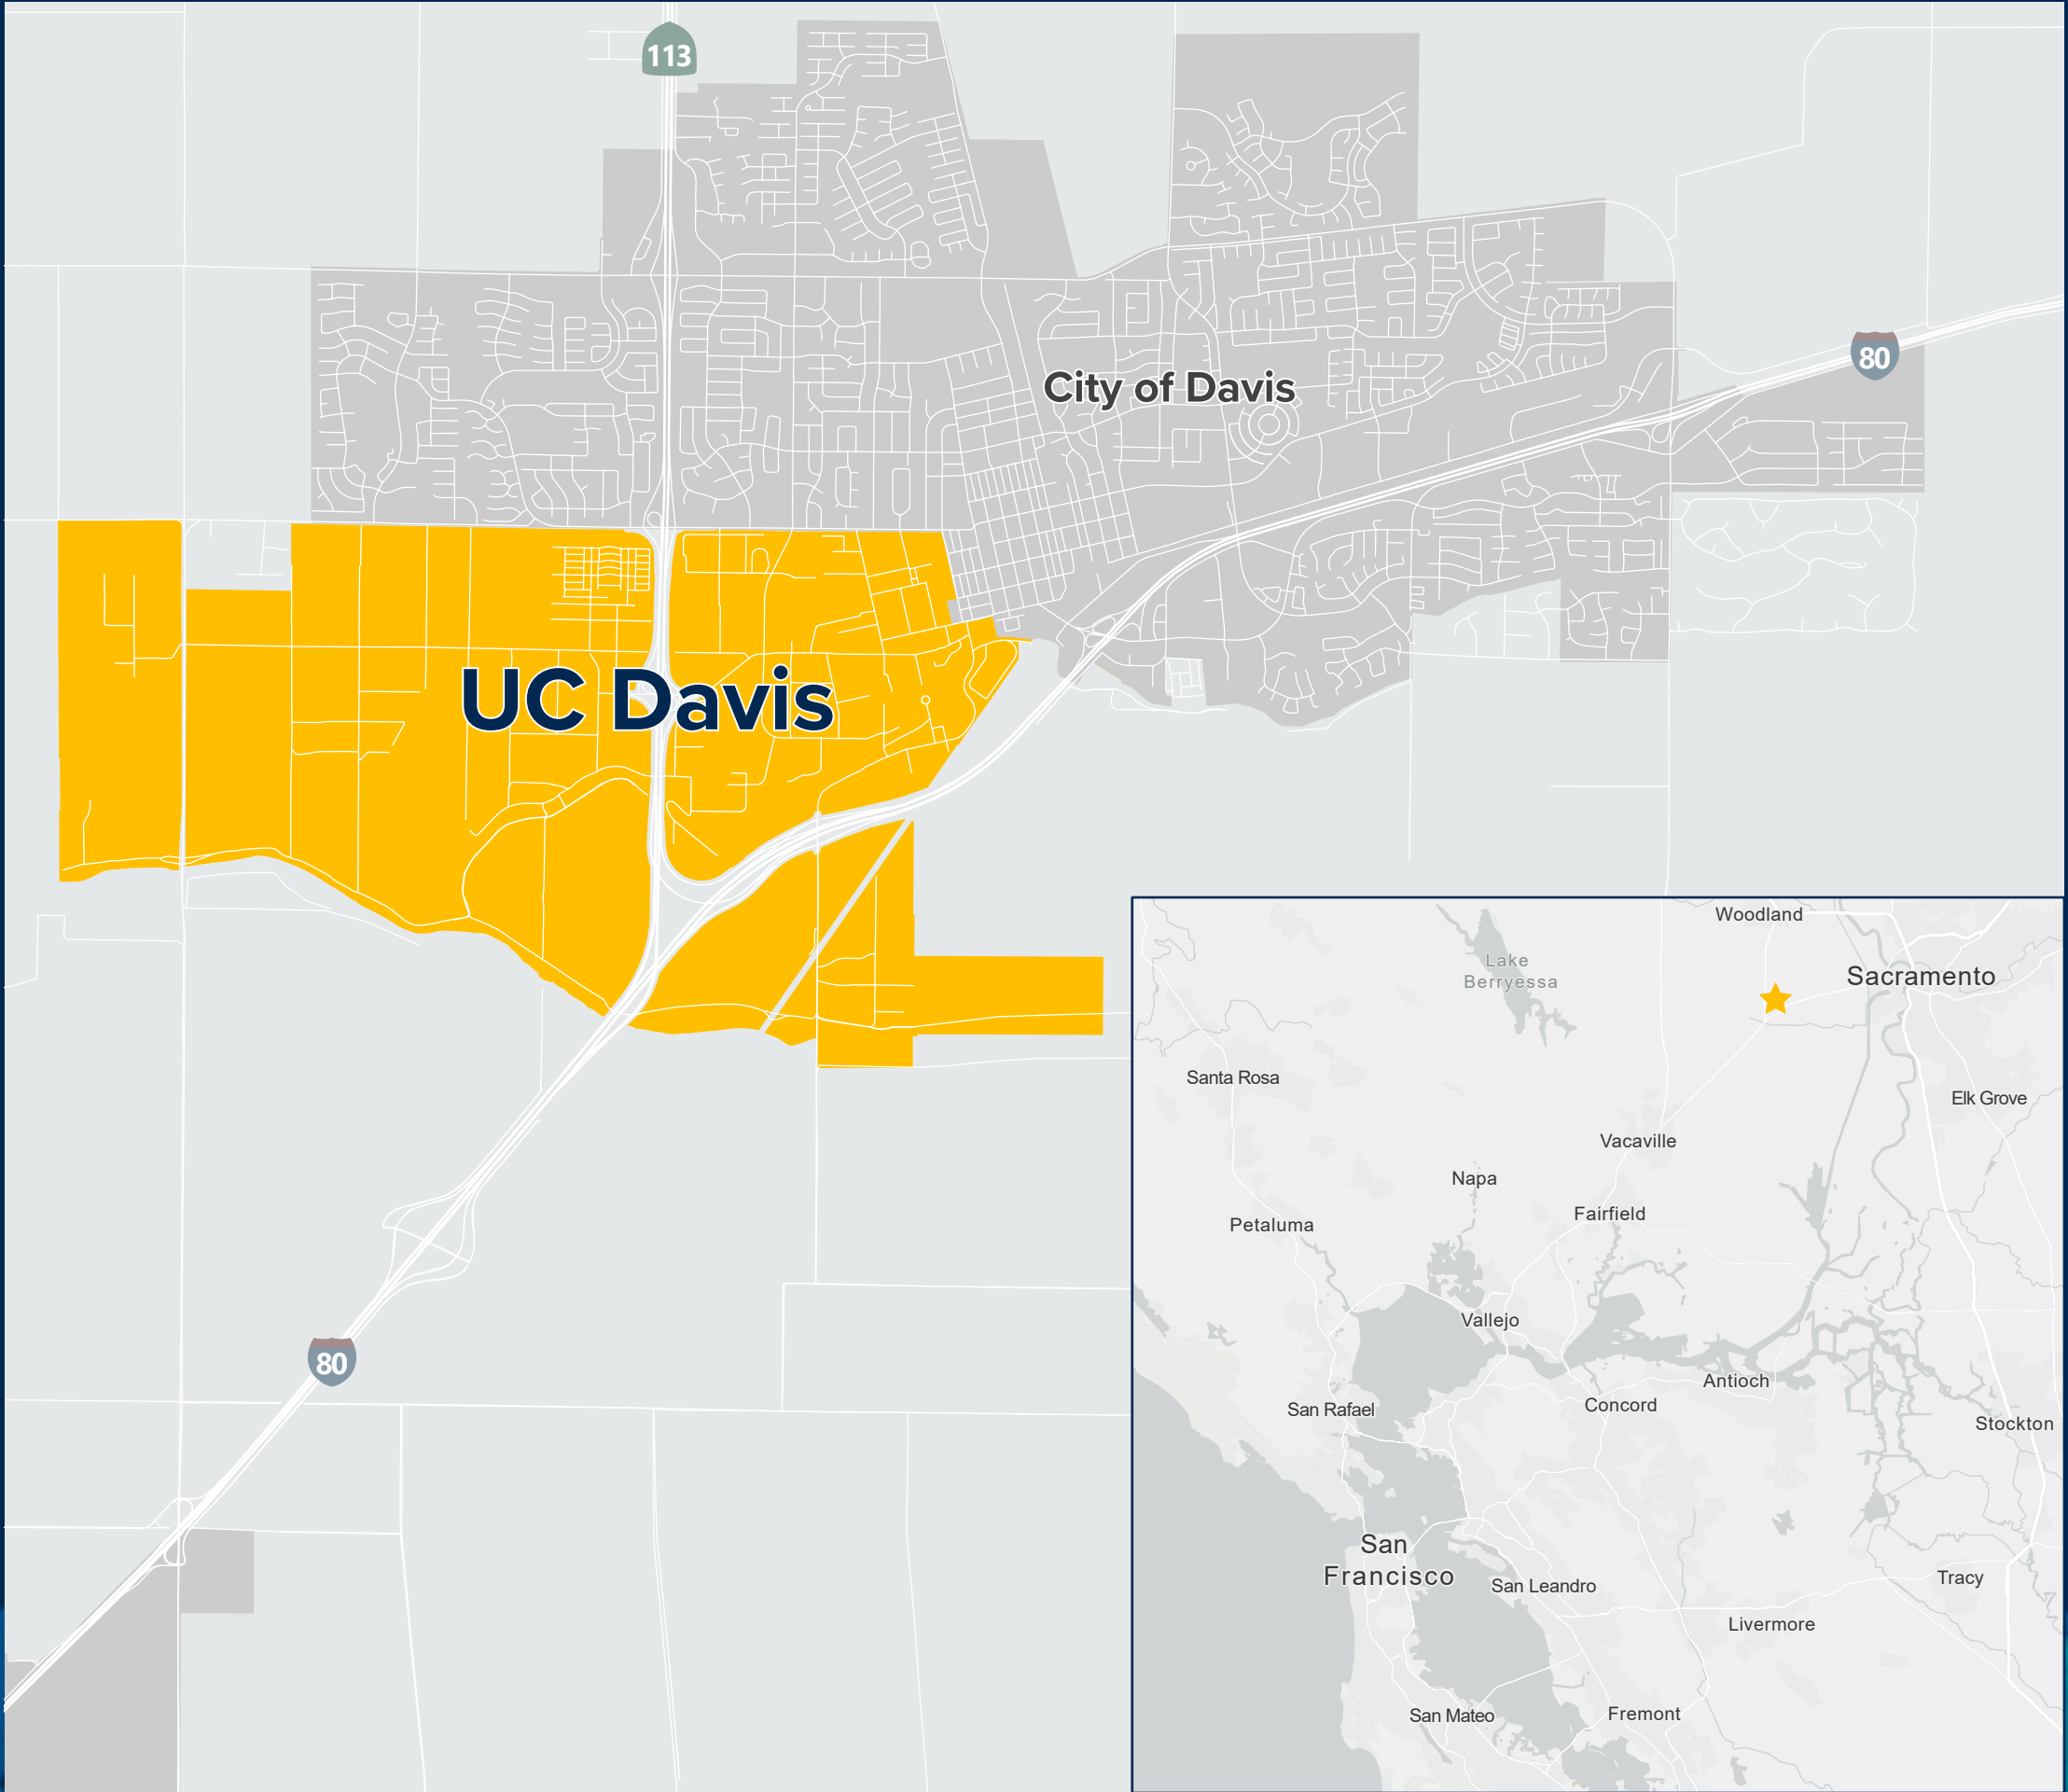 113
80
City of Davis
UC Davis
80
Woodland
Lake
Berryessa
Sacramento
Santa Rosa
Elk Grove
Vacaville
Napa
Fairfield
Petaluma
Vallejo
Antioch
San Rafael
Concord
Stockton
San
Francisco
San Leandro
Tracy
Livermore
San Mateo
Fremont